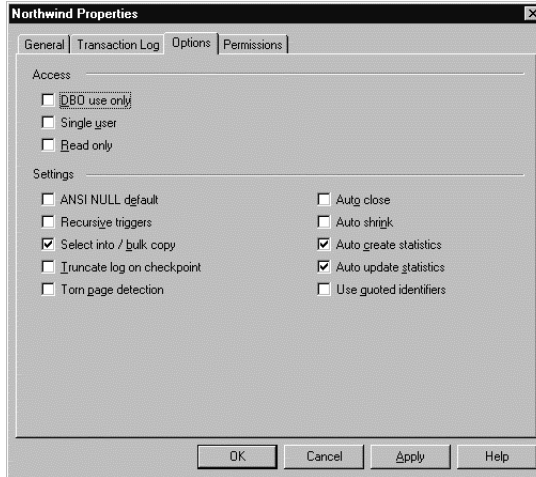 Northwind Properties
General Transaction Log Options Permissions
Access
DBO use only
Single user
Read only
Settings
ANSI NULL default
Recursive triggers
Select into / bulk copy
Truncate log on checkpoint
Torn page detection
Auto close
Auto shrink
Auto create statistics
Auto update statistics
Use quoted identifiers
OK Cancel Apply Help